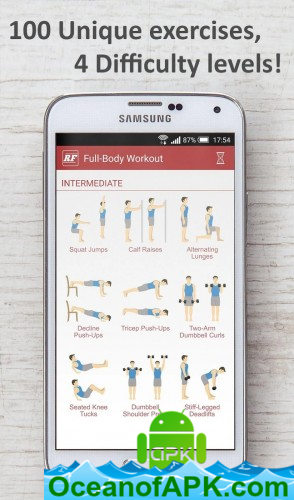 100 Unique exercises,
4 Difficulty levels!
SAMSUNG
87% 17:54
RF Full-Body Workout
INTERMEDIATE
Squat Jumps Calf Raises Alternating
Lunges
Decline
Push-Ups Tricep Push-Ups Two-Arm
Dumbbell Curls
Seated Knee
Tucks Dumbbell
Shoulder Pre Stiff-Legged
Deadlifts
APK
OceanofAPK.com